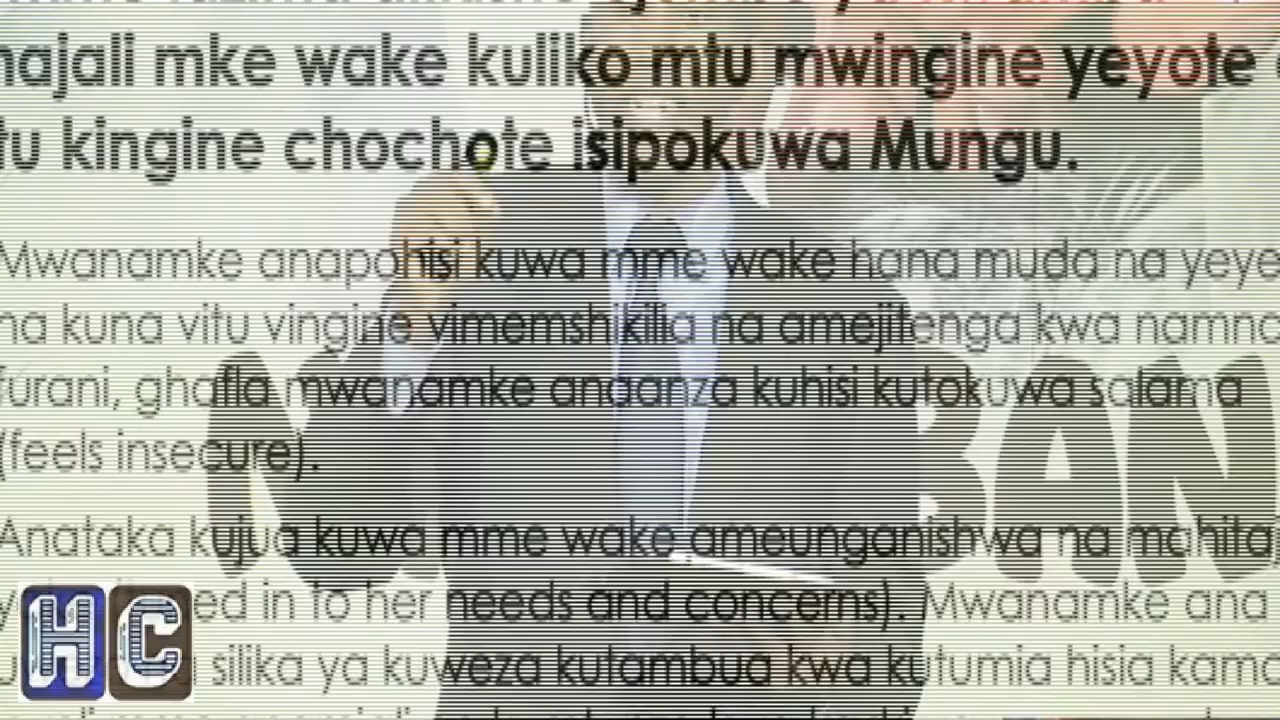 najali mke wake kuliko mtu mwingine yeyote
tu kingine chochote isipokuwa Mungu.
Mwanamke anapohisi kuwa mme wake hana muda na yeye
na kuna vitu vingine vimemshikilia na amejitenga kwa namna
furani, ghafla mwanamke anaanza kuhisi kutokuwa salama
(feels insecure).
BAN
Anataka kujua kuwa mme wake ameunganishwa na mahita
ed in to her needs and concerns). Mwanamke ana
silika ya kuweza kutambua kwa kutumia hisia kama
HC